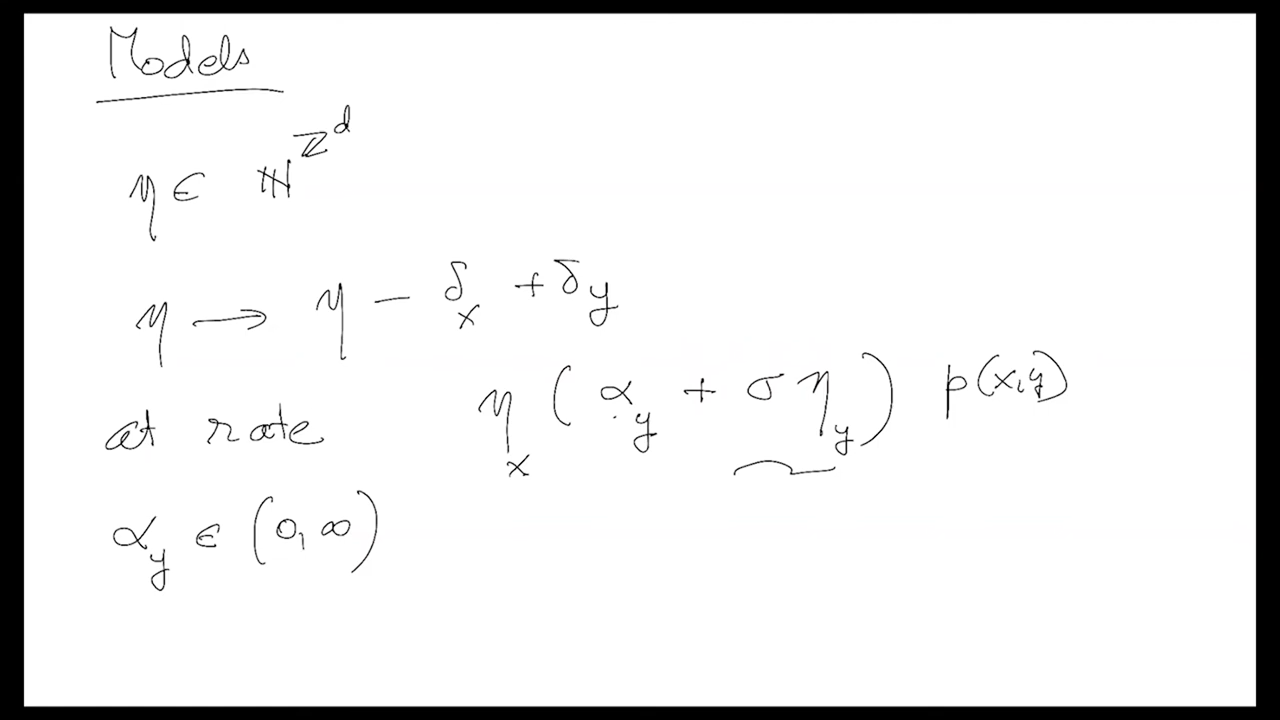 Models
η ∈ ℕ^{ℤ^d}
η → η − δ_x + δ_y
at rate η_x (α_y + σ η_y) p(x,y)
α_y ∈ (0, ∞)